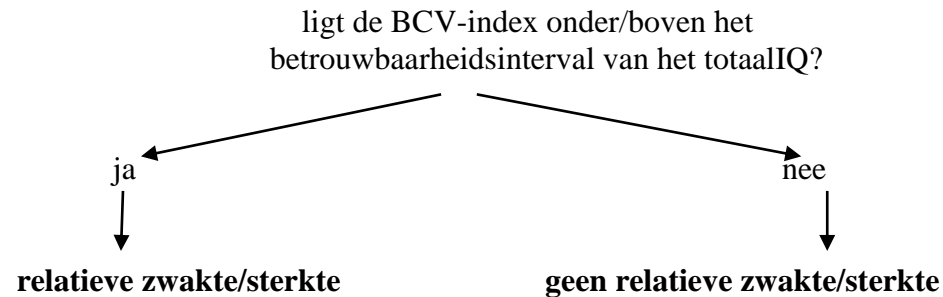 ligt de BCV-index onder/boven het
betrouwbaarheidsinterval van het totaalIQ?
ja
nee
relatieve zwakte/sterkte
geen relatieve zwakte/sterkte